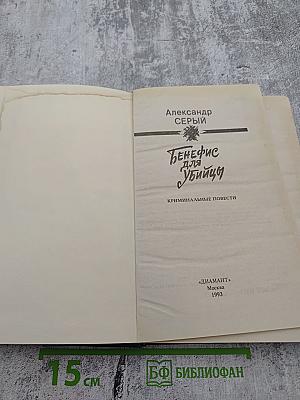 Александр
СЕРЫЙ
БЕНЕФИС
ДЛЯ
УБИЙЦЫ
КРИМИНАЛЬНЫЕ ПОВЕСТИ
«ДИАМАНТ»
Москва
1993
15 см
БФ БИБЛИОФАН